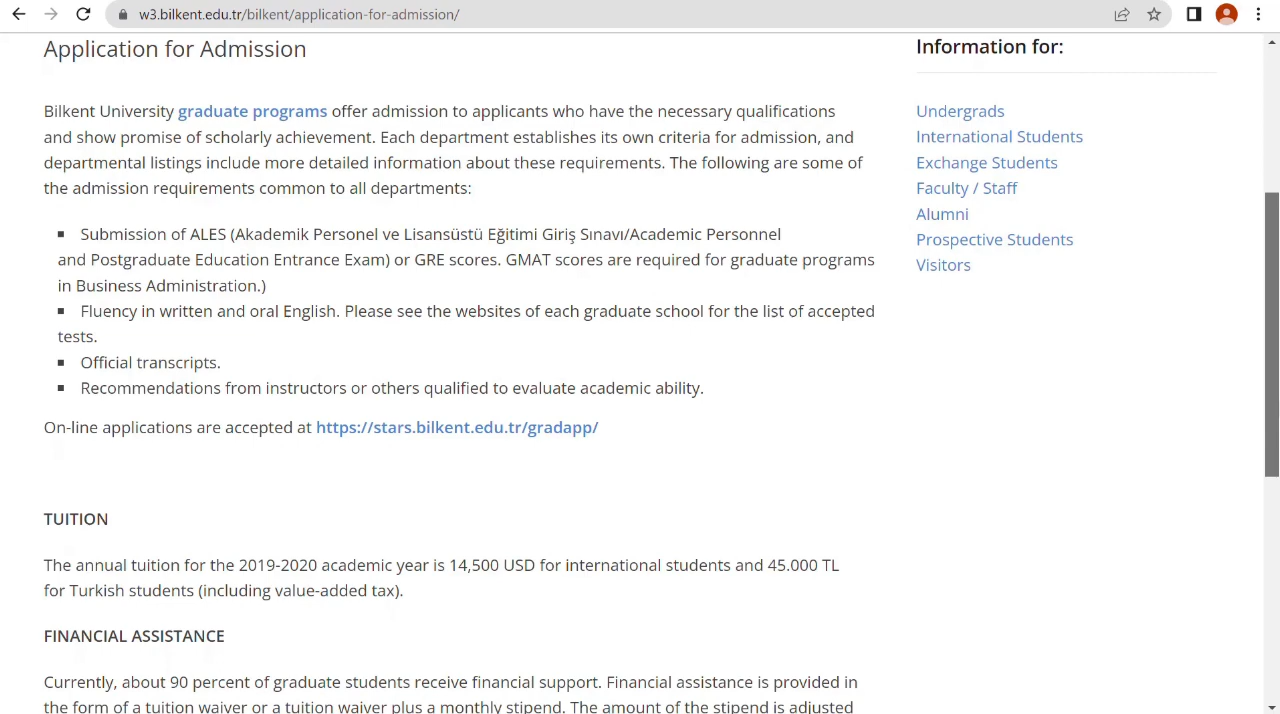 w3.bilkent.edu.tr/bilkent/application-for-admission/
Application for Admission
Bilkent University graduate programs offer admission to applicants who have the necessary qualifications
and show promise of scholarly achievement. Each department establishes its own criteria for admission, and
departmental listings include more detailed information about these requirements. The following are some of
the admission requirements common to all departments:
▪ Submission of ALES (Akademik Personel ve Lisansüstü Eğitimi Giriş Sınavı/Academic Personnel
and Postgraduate Education Entrance Exam) or GRE scores. GMAT scores are required for graduate programs
in Business Administration.)
▪ Fluency in written and oral English. Please see the websites of each graduate school for the list of accepted
tests.
▪ Official transcripts.
▪ Recommendations from instructors or others qualified to evaluate academic ability.
On-line applications are accepted at https://stars.bilkent.edu.tr/gradapp/
TUITION
The annual tuition for the 2019-2020 academic year is 14,500 USD for international students and 45.000 TL
for Turkish students (including value-added tax).
FINANCIAL ASSISTANCE
Currently, about 90 percent of graduate students receive financial support. Financial assistance is provided in
the form of a tuition waiver or a tuition waiver plus a monthly stipend. The amount of the stipend is adjusted
Information for:
Undergrads
International Students
Exchange Students
Faculty / Staff
Alumni
Prospective Students
Visitors